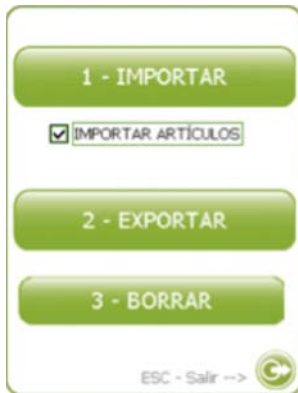 1 - IMPORTAR
IMPORTAR ARTÍCULOS
2 - EXPORTAR
3 - BORRAR
ESC - Salir -->